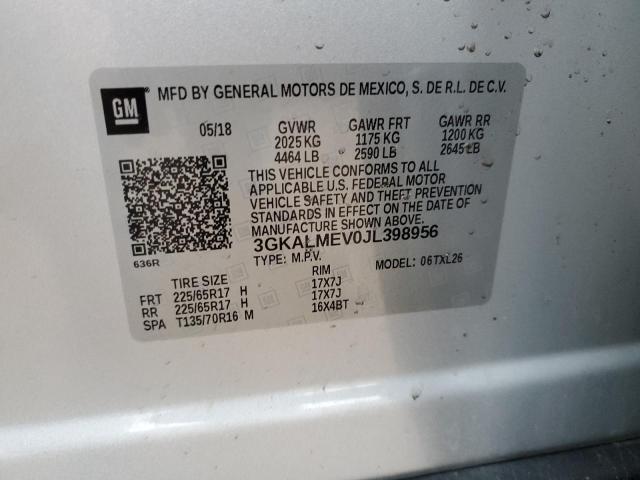 GM
MFD BY GENERAL MOTORS DE MEXICO, S. DE R.L. DE C.V.
05/18 GVWR GAWR FRT GAWR RR
2025 KG 1175 KG 1200 KG
4464 LB 2590 LB 2645 LB
THIS VEHICLE CONFORMS TO ALL
APPLICABLE U.S. FEDERAL MOTOR
VEHICLE SAFETY AND THEFT PREVENTION
STANDARDS IN EFFECT ON THE DATE OF
MANUFACTURE SHOWN ABOVE.
3GKALMEV0JL398956
636R
TYPE: M.P.V. MODEL: 06TXL26
TIRE SIZE RIM
FRT 225/65R17 H 17X7J
RR 225/65R17 H 17X7J
SPA T135/70R16 M 16X4BT